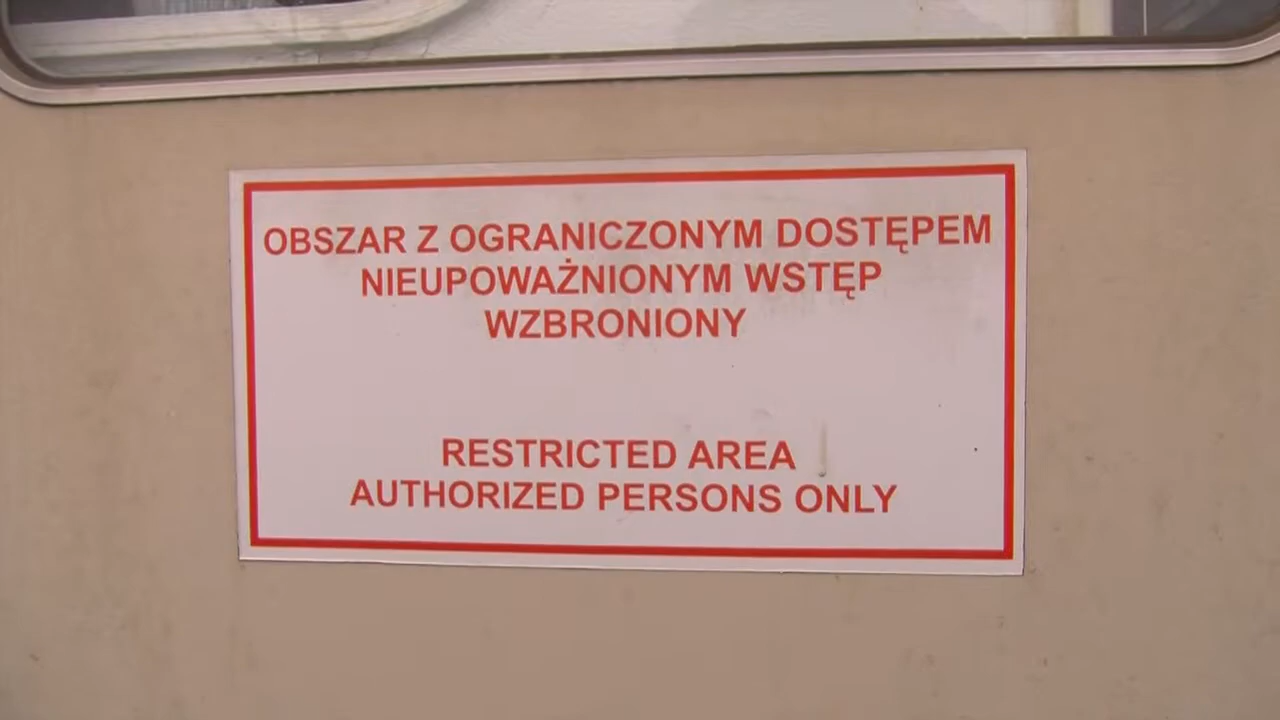 OBSZAR Z OGRANICZONYM DOSTĘPEM
NIEUPOWAŻNIONYM WSTĘP
WZBRONIONY
RESTRICTED AREA
AUTHORIZED PERSONS ONLY